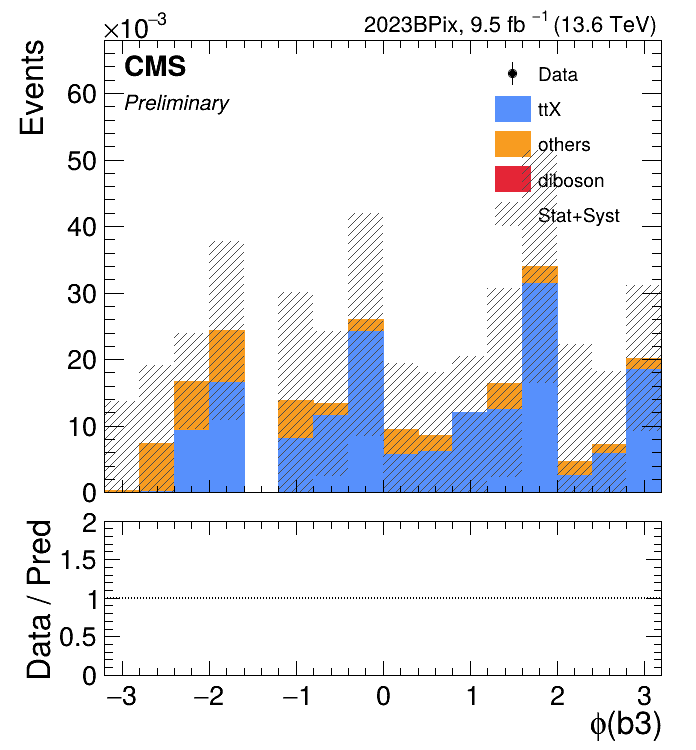 ×10⁻³
2023BPix, 9.5 fb ⁻¹ (13.6 TeV)
CMS
Preliminary
Data
ttX
others
diboson
Stat+Syst
Events
60
50
40
30
20
10
0
Data / Pred
2
1.5
1
0.5
0
−3 −2 −1 0 1 2 3
ϕ(b3)